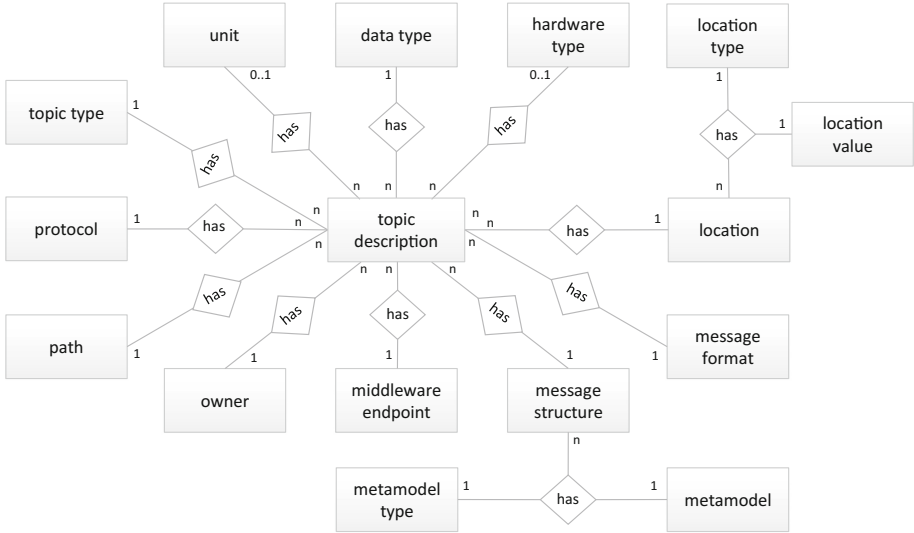 unit
data type
hardware
type
location
type
0..1
1
0..1
1
topic type
1
has
has
has
has
1
location
value
has
n
n
n
n
protocol
1
has
n
n
n
topic
description
n
n
n
has
1
location
has
path
1
n
n
n
n
has
has
has
has
message
format
1
1
1
1
owner
middleware
endpoint
message
structure
n
metamodel
type
1
has
1
metamodel